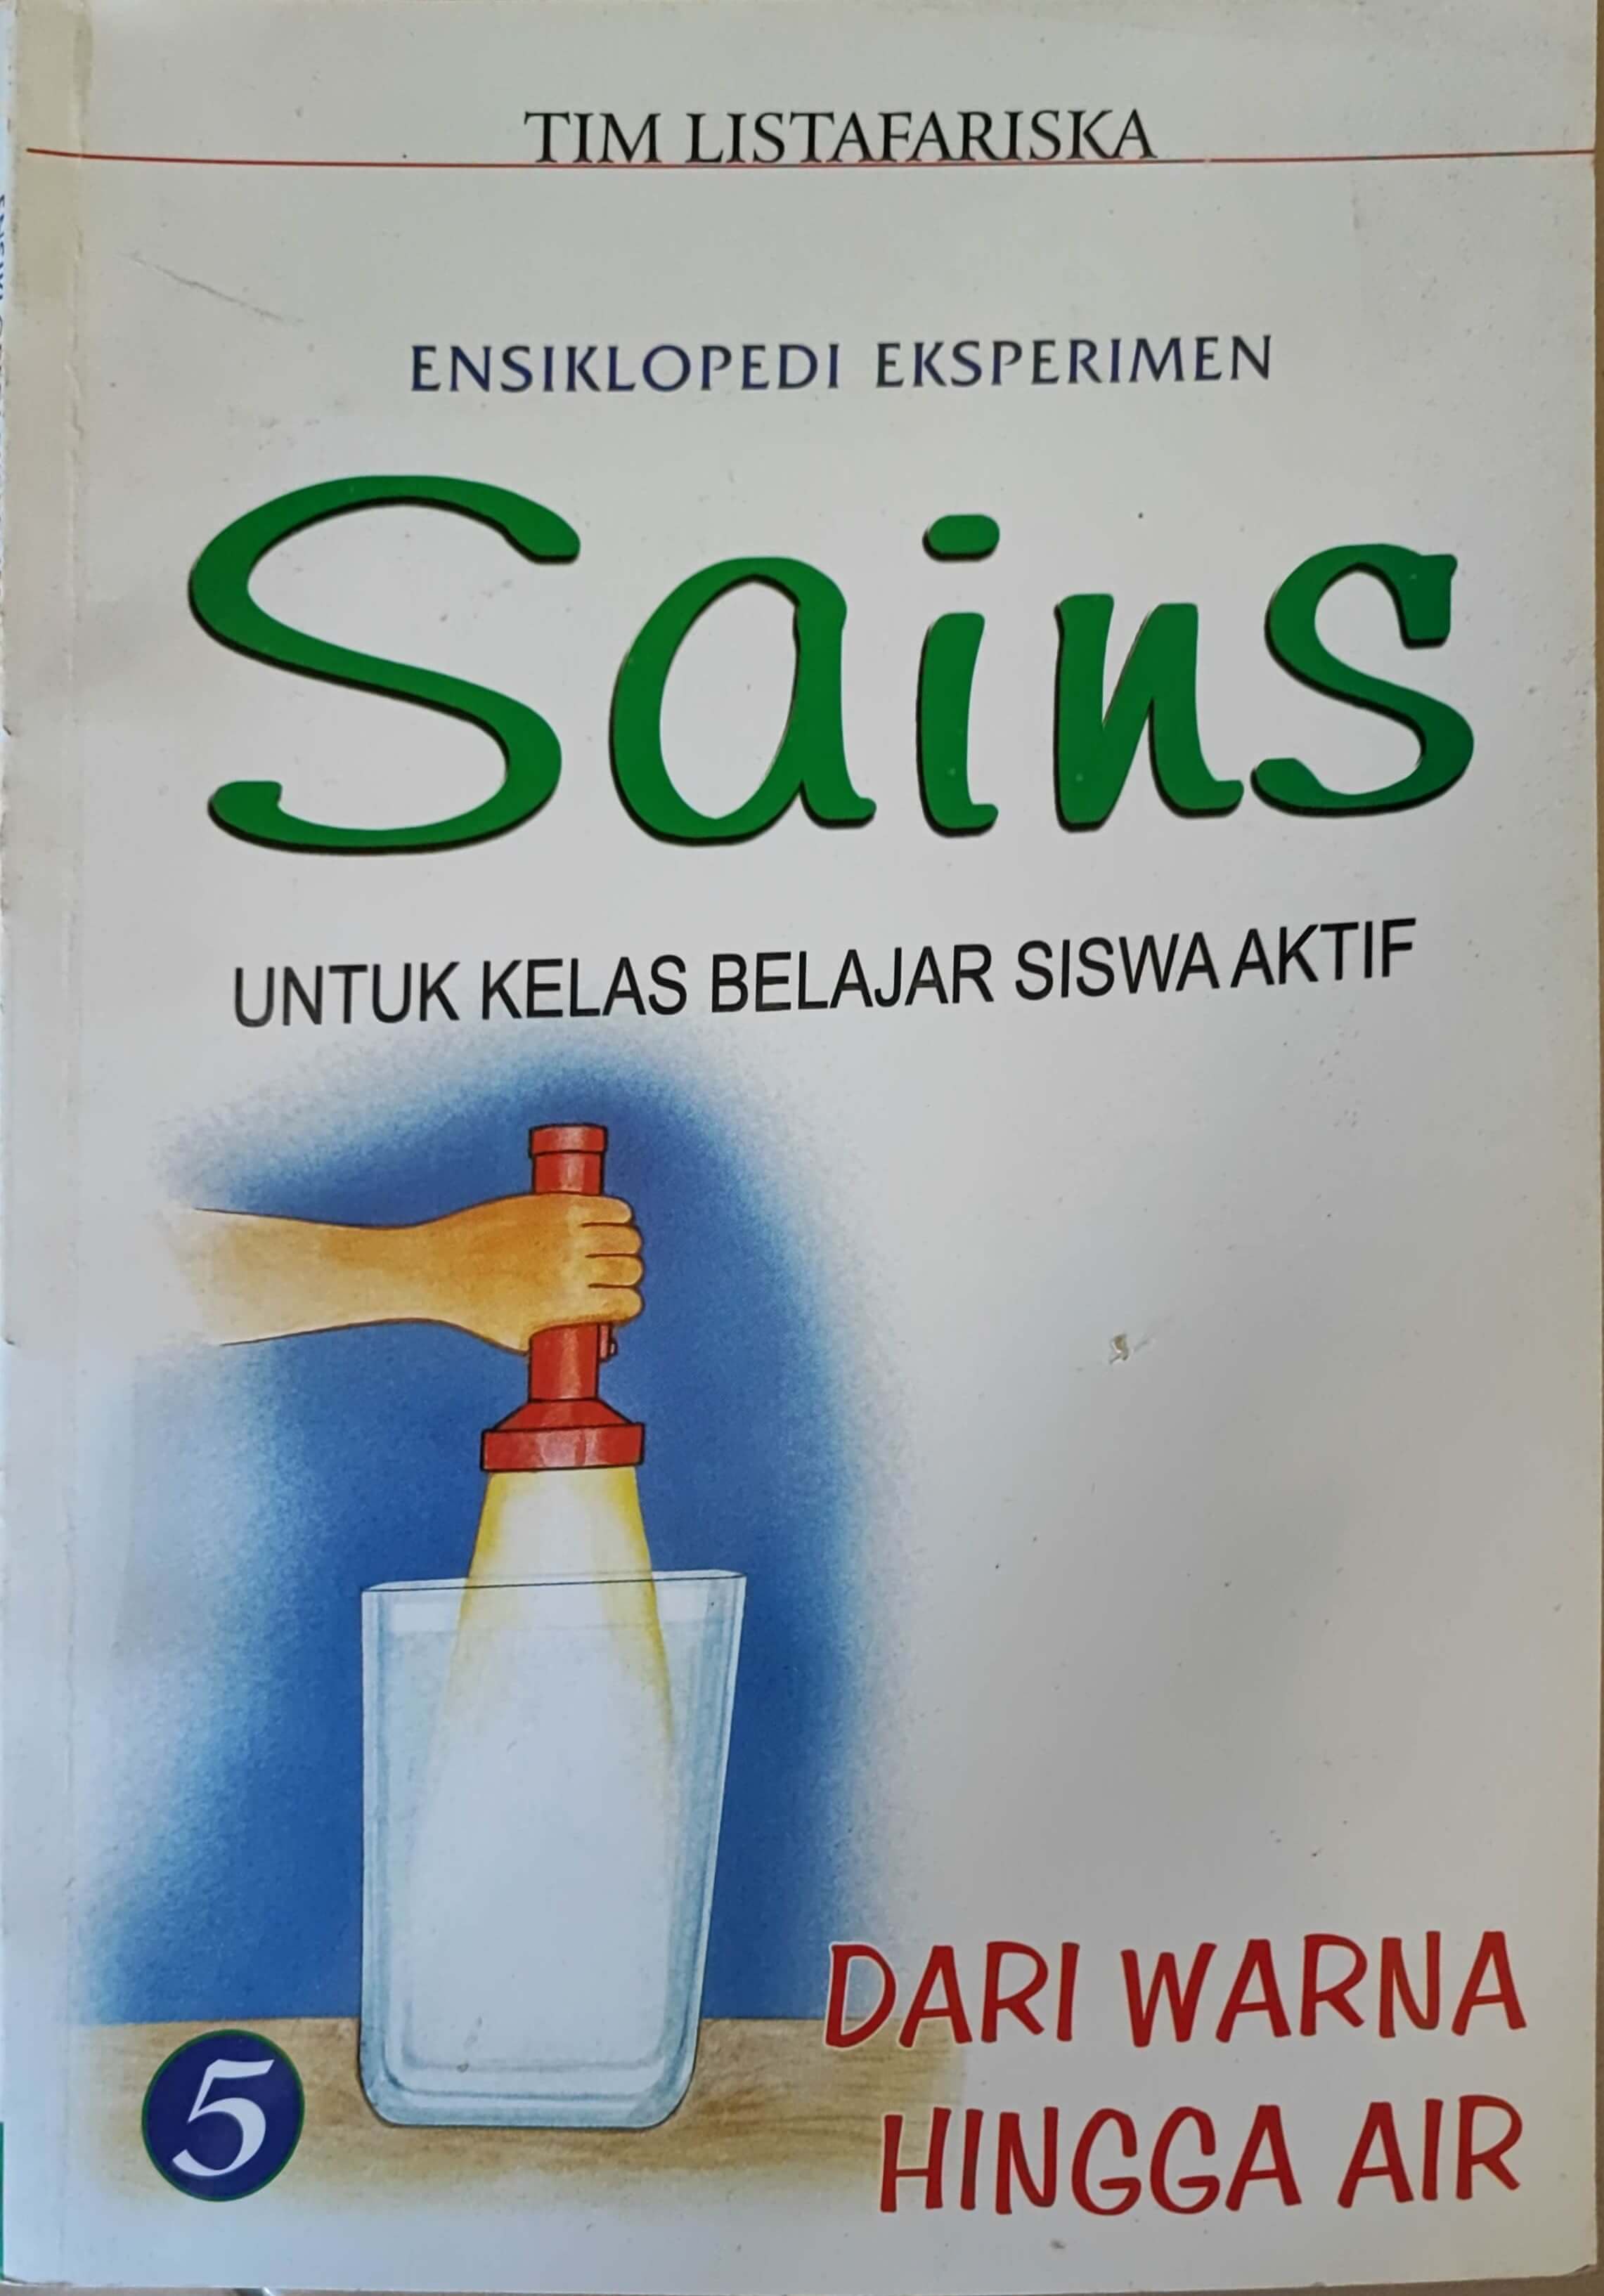 TIM LISTAFARISKA
ENSIKLOPEDI EKSPERIMEN
Sains
UNTUK KELAS BELAJAR SISWA AKTIF
DARI WARNA
HINGGA AIR
5